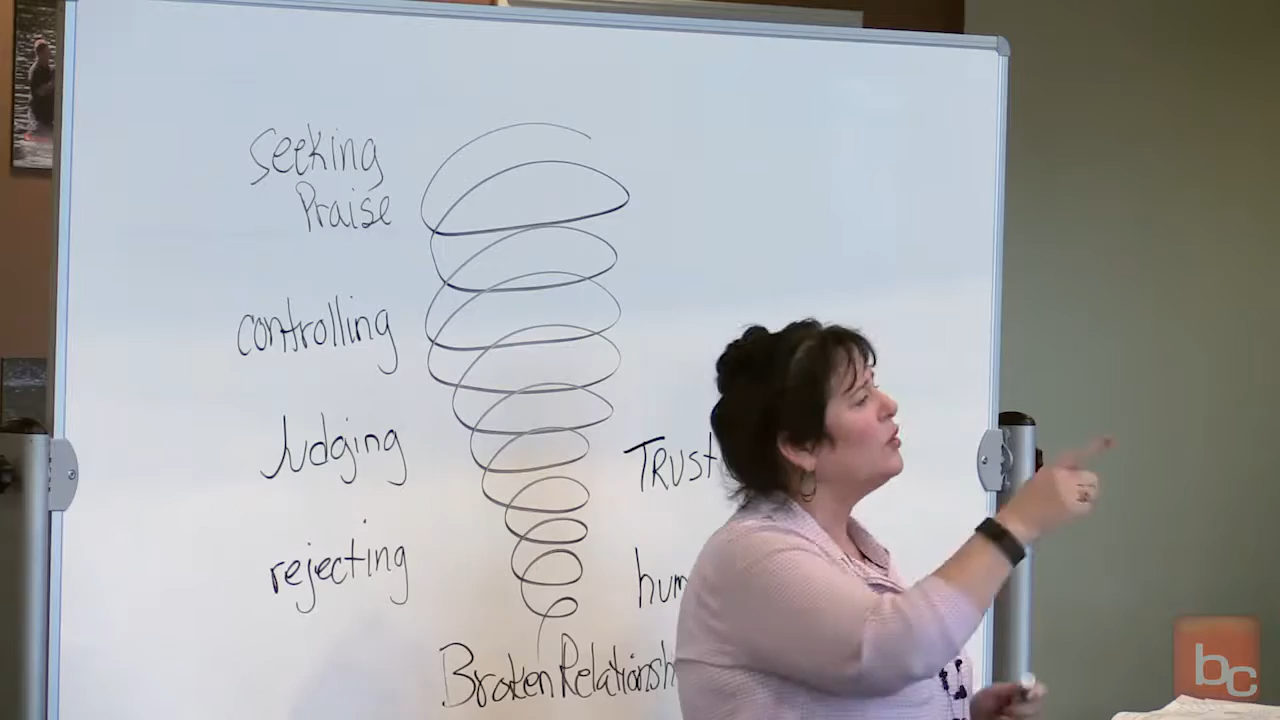 Seeking
Praise
controlling
Judging
TRUST
rejecting
hum
Broken Relationsh
bc